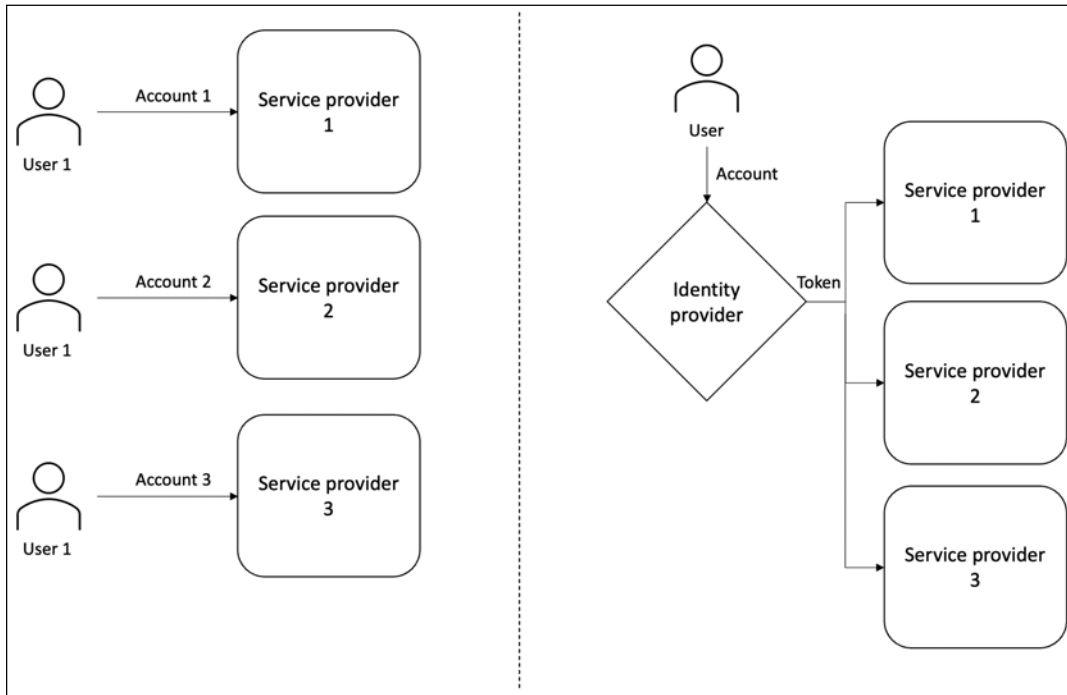 Account 1
Service provider
1
User 1
Account 2
Service provider
2
User 1
Account 3
Service provider
3
User 1
User
Account
Identity
provider
Token
Service provider
1
Service provider
2
Service provider
3